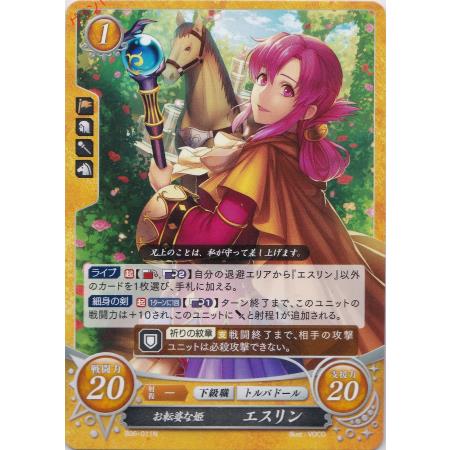 1
兄上のことは、私が守って差し上げます。
ライブ 起 【 、 2】自分の退避エリアから『エスリン』以外
のカードを1枚選び、手札に加える。
細身の剣 起 1ターンに1回 【 1】ターン終了まで、このユニットの
戦闘力は+10され、このユニットに と射程1が追加される。
祈りの紋章 支 戦闘終了まで、相手の攻撃
ユニットは必殺攻撃できない。
戦闘力 20
射程 — 下級職 トルバドール
支援力 20
お転婆な姫 エスリン
B06-011N
Illust:VOCO